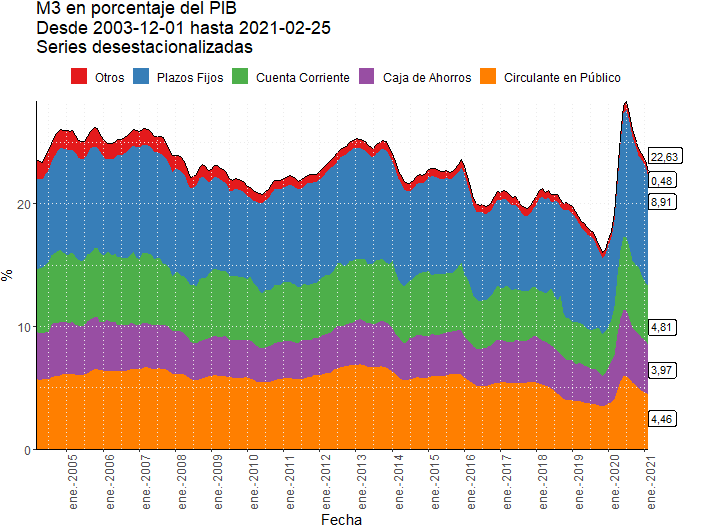 M3 en porcentaje del PIB
Desde 2003-12-01 hasta 2021-02-25
Series desestacionalizadas
Otros
Plazos Fijos
Cuenta Corriente
Caja de Ahorros
Circulante en Público
%
20
10
0
22,63
0,48
8,91
4,81
3,97
4,46
ene.-2005
ene.-2006
ene.-2007
ene.-2008
ene.-2009
ene.-2010
ene.-2011
ene.-2012
ene.-2013
ene.-2014
ene.-2015
ene.-2016
ene.-2017
ene.-2018
ene.-2019
ene.-2020
ene.-2021
Fecha